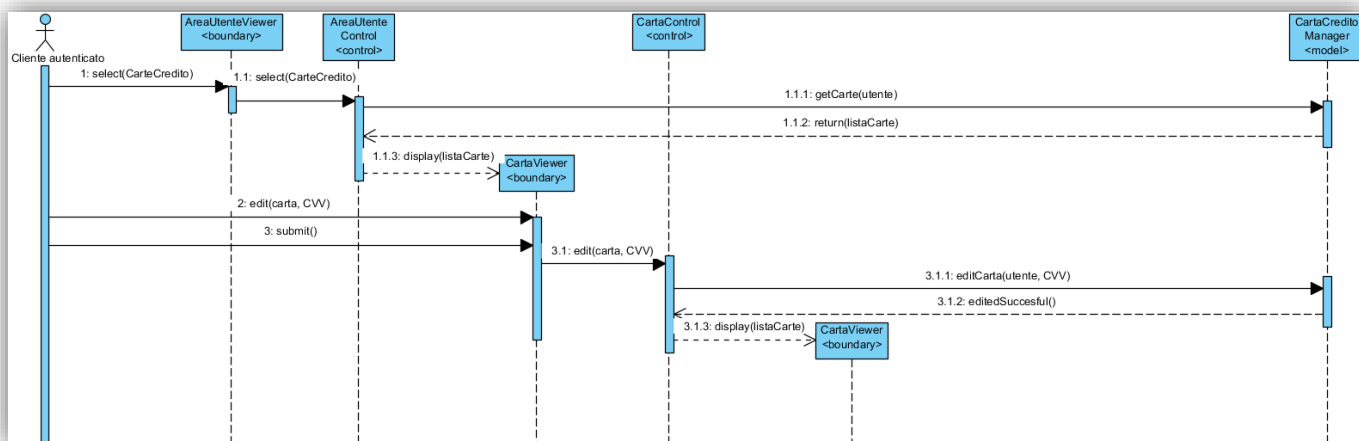 AreaUtenteViewer
<boundary>
AreaUtente
Control
<control>
CartaControl
<control>
CartaCredito
Manager
<model>
Cliente autenticato
1: select(CarteCredito)
1.1: select(CarteCredito)
1.1.1: getCarte(utente)
1.1.2: return(listaCarte)
1.1.3: display(listaCarte)
CartaViewer
<boundary>
2: edit(carta, CVV)
3: submit()
3.1: edit(carta, CVV)
3.1.1: editCarta(utente, CVV)
3.1.2: editedSuccesful()
3.1.3: display(listaCarte)
CartaViewer
<boundary>